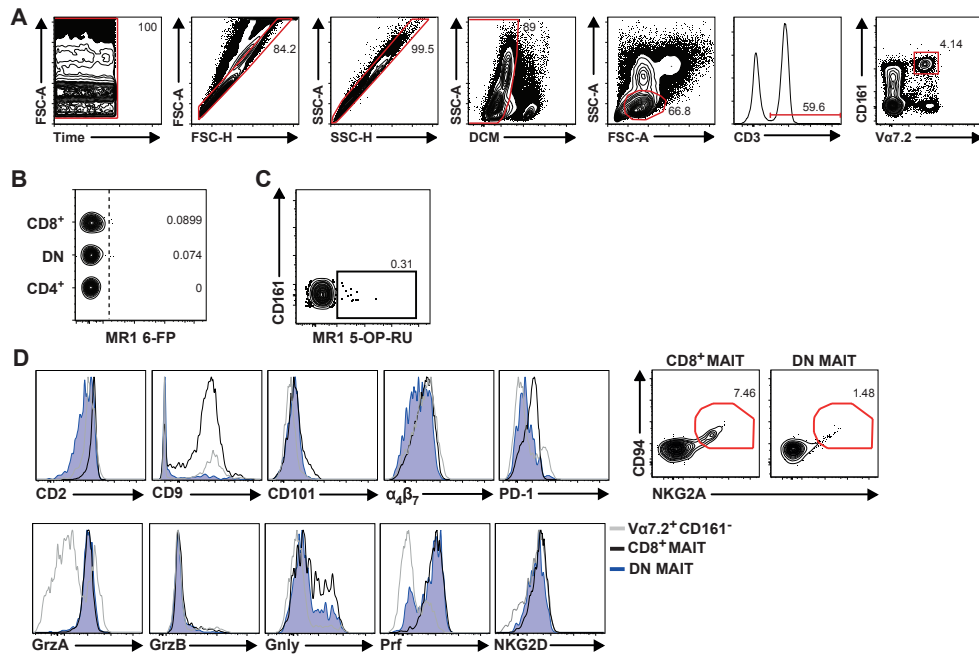 A
100
FSC-A
Time
84.2
FSC-A
FSC-H
99.5
SSC-A
SSC-H
89
SSC-A
DCM
66.8
SSC-A
FSC-A
59.6
CD3
4.14
CD161
Vα7.2
B
CD8⁺ 0.0899
DN 0.074
CD4⁺ 0
MR1 6-FP
C
0.31
CD161
MR1 5-OP-RU
D
CD2 CD9 CD101 α₄β₇ PD-1
CD8⁺ MAIT DN MAIT
7.46 1.48
CD94
NKG2A
Vα7.2⁺CD161⁻
CD8⁺ MAIT
DN MAIT
GrzA GrzB Gnly Prf NKG2D